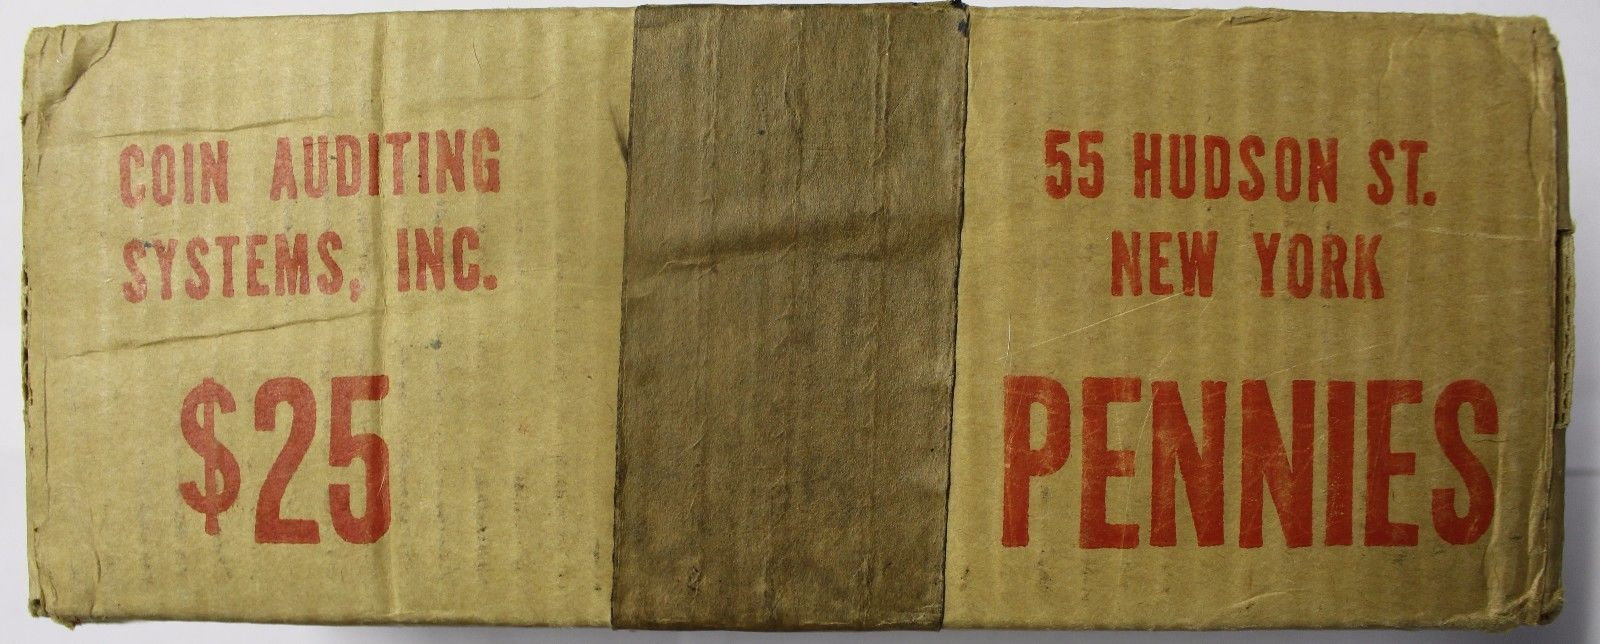 COIN AUDITING
SYSTEMS, INC.
$25
55 HUDSON ST.
NEW YORK
PENNIES